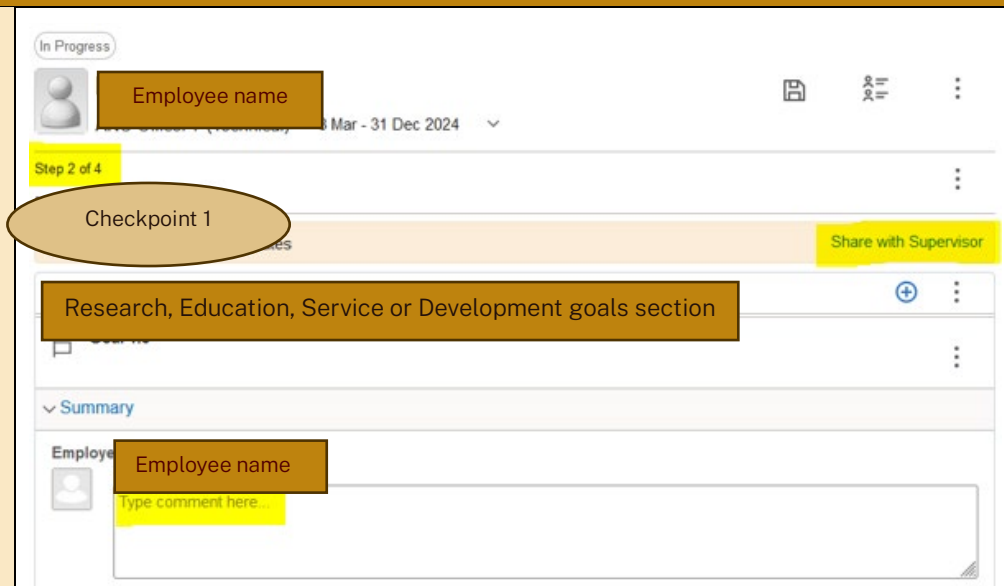 In Progress
Employee name
Mar - 31 Dec 2024
Step 2 of 4
Checkpoint 1
Share with Supervisor
Research, Education, Service or Development goals section
Summary
Employe
Employee name
Type comment here...